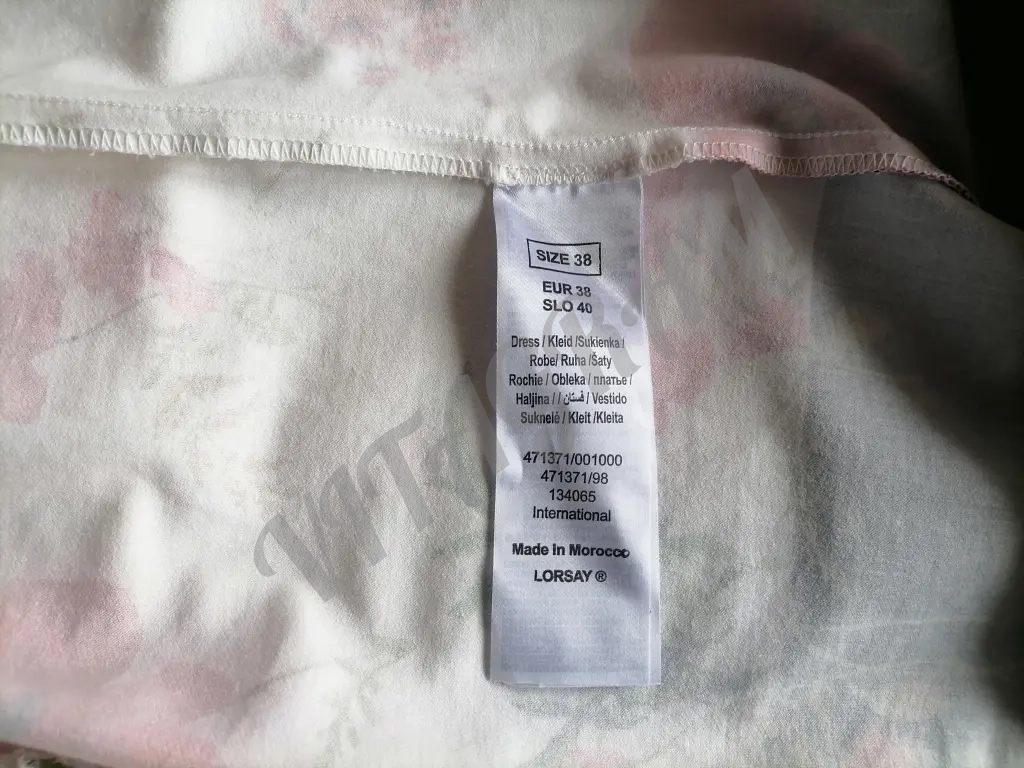 SIZE 38
EUR 38
SLO 40
Dress / Kleid /Sukienka /
Robe/ Ruha /Šaty
Rochie / Obleka / платье /
Haljina / / فستان / Vestido
Suknelė / Kleit /Kleita
471371/001000
471371/98
134065
International
Made in Morocco
LORSAY ®